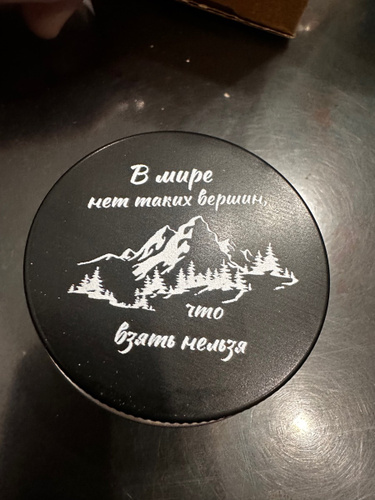 В мире
нет таких вершин,
что
взять нельзя